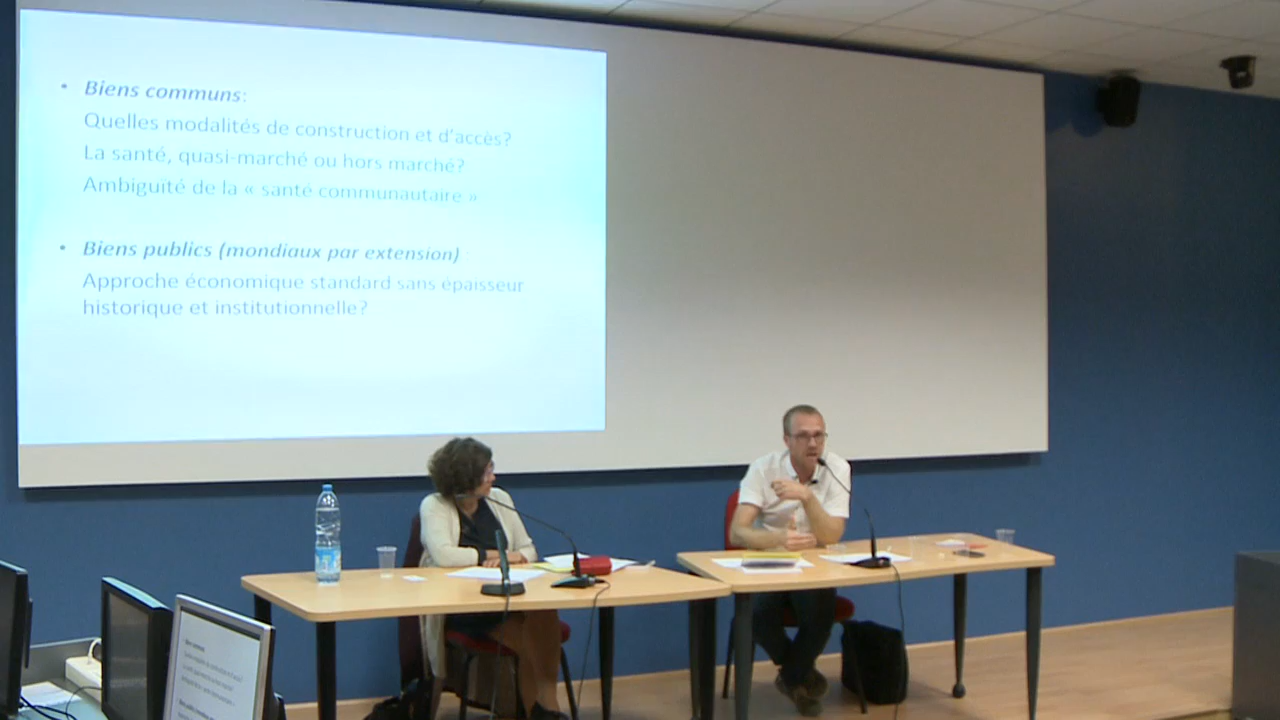 • Biens communs:
Quelles modalités de construction et d'accès?
La santé, quasi-marché ou hors marché?
Ambiguïté de la « santé communautaire »
• Biens publics (mondiaux par extension)
Approche économique standard sans épaisseur
historique et institutionnelle?